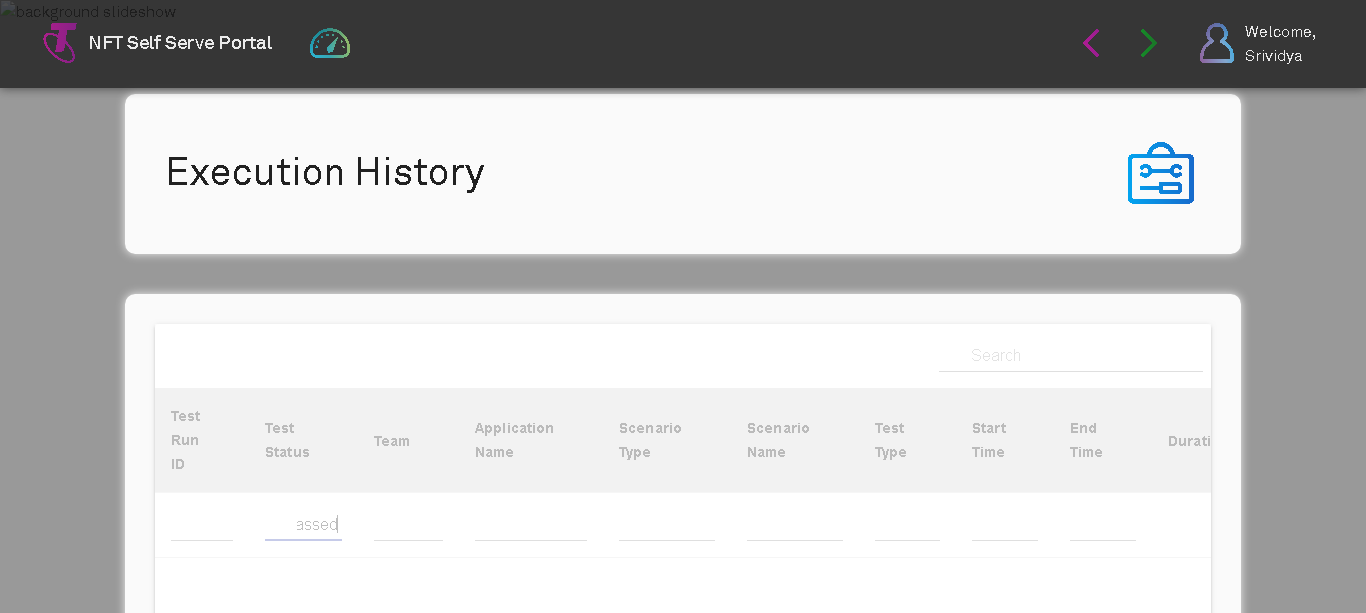 background slideshow
NFT Self Serve Portal
Welcome,
Srividya
Execution History
Search
Test
Run
ID
Test
Status
Team
Application
Name
Scenario
Type
Scenario
Name
Test
Type
Start
Time
End
Time
Durati
assed